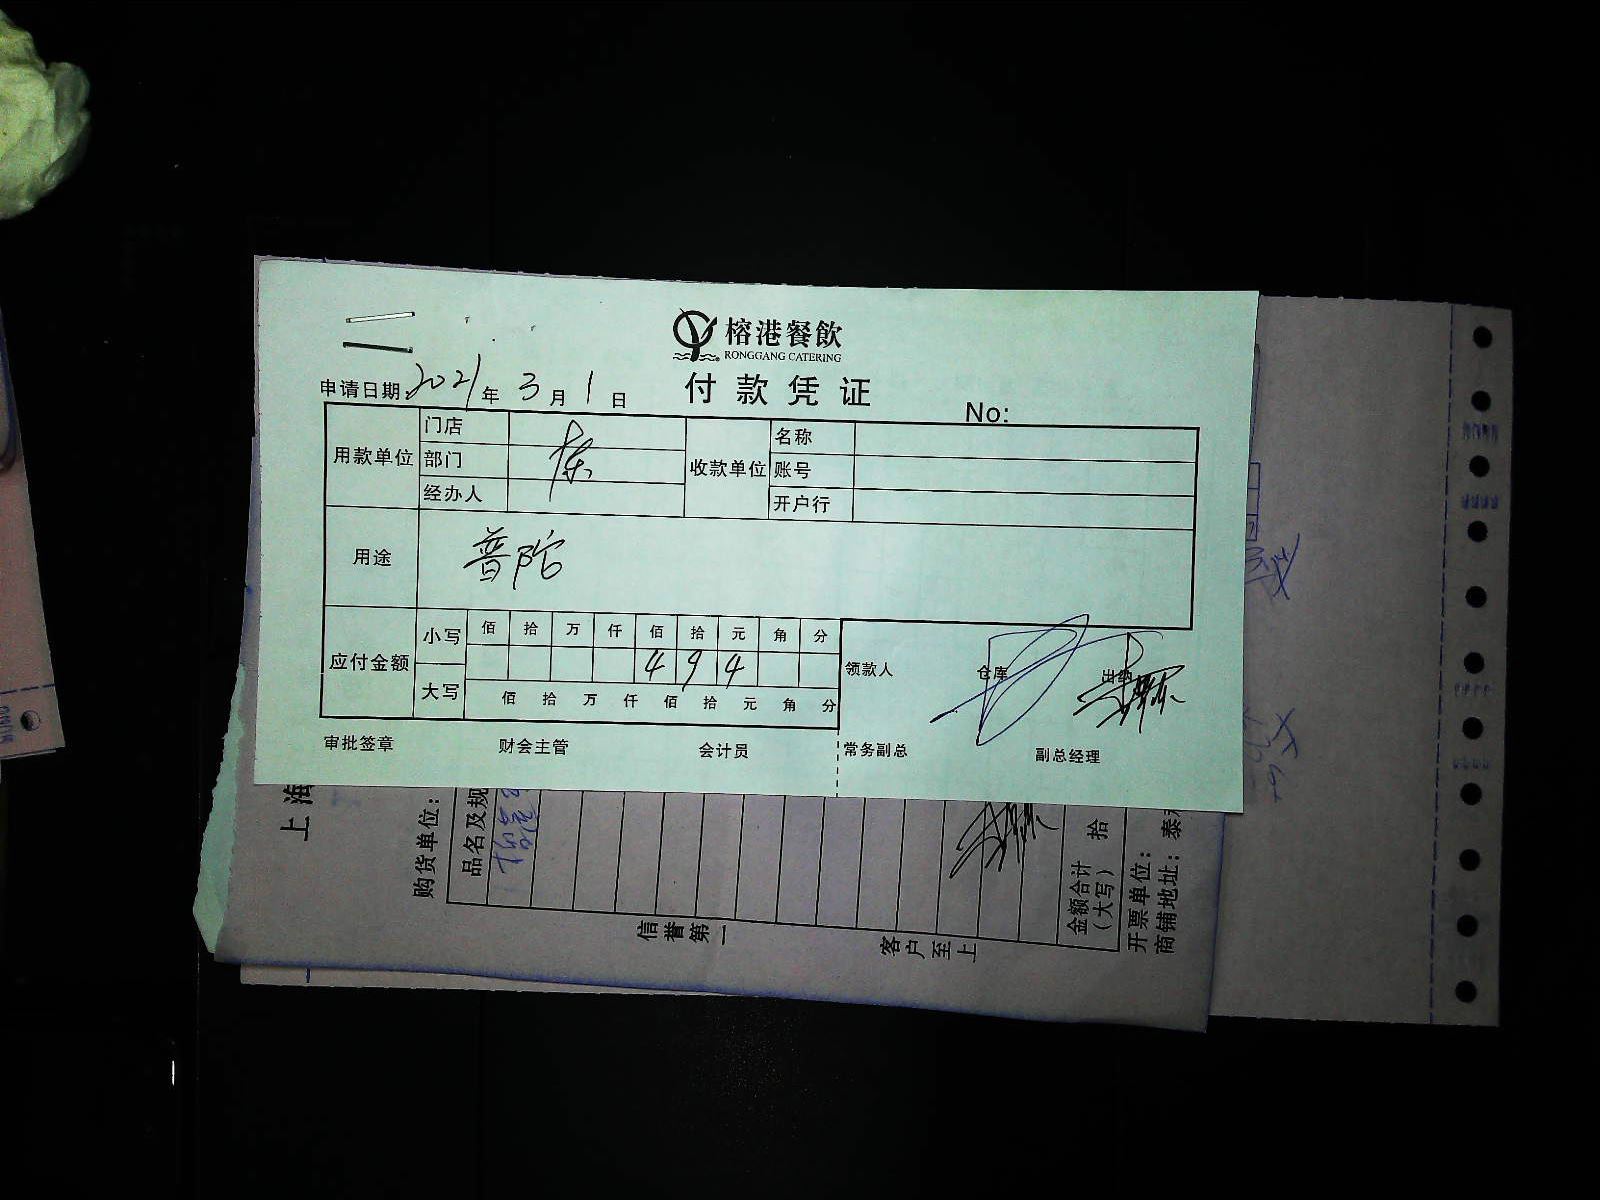 榕港餐飲
RONGGANG CATERING
付款凭证
申请日期 2021 年 3 月 1 日
No:
用款单位 门店 收款单位 名称
部门 账号
经办人 开户行
用途 普陀
应付金额 小写 佰 拾 万 仟 佰 拾 元 角 分
4 9 4
大写 佰 拾 万 仟 佰 拾 元 角 分
领款人 仓库 出纳
审批签章 财会主管 会计员 常务副总 副总经理
上海
购货单位:
品名及规
金额合计
(大写) 拾
开票单位:
商铺地址: 泰
信誉第一
客户至上